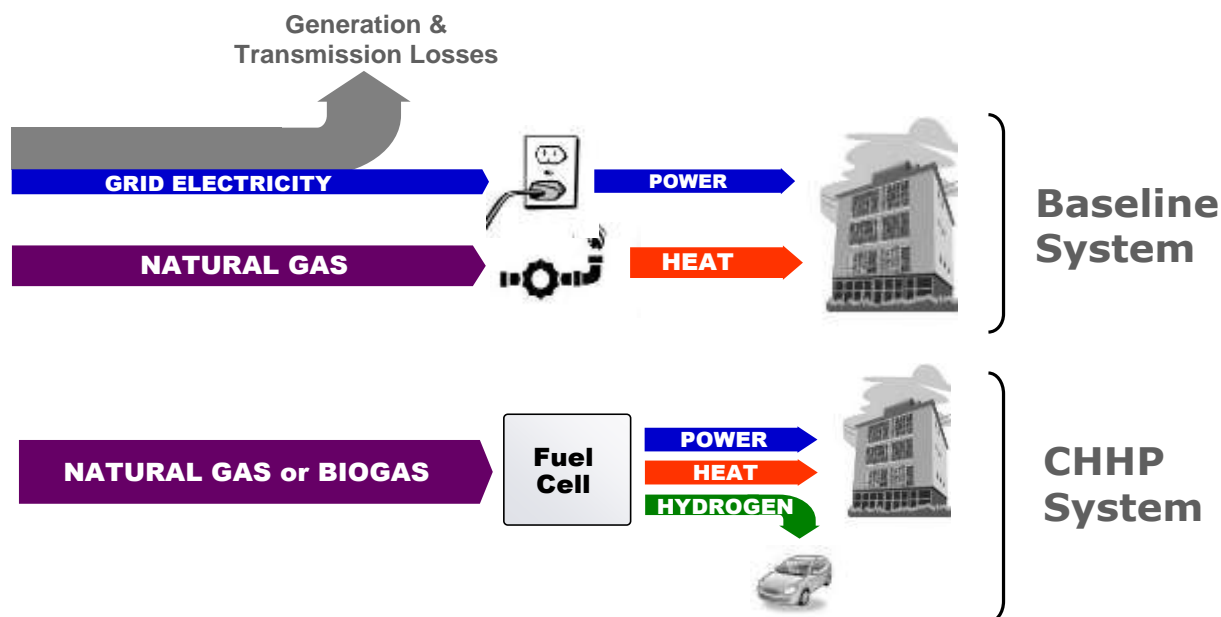 Generation &
Transmission Losses
GRID ELECTRICITY
POWER
NATURAL GAS
HEAT
Baseline
System
NATURAL GAS or BIOGAS
Fuel
Cell
POWER
HEAT
HYDROGEN
CHHP
System